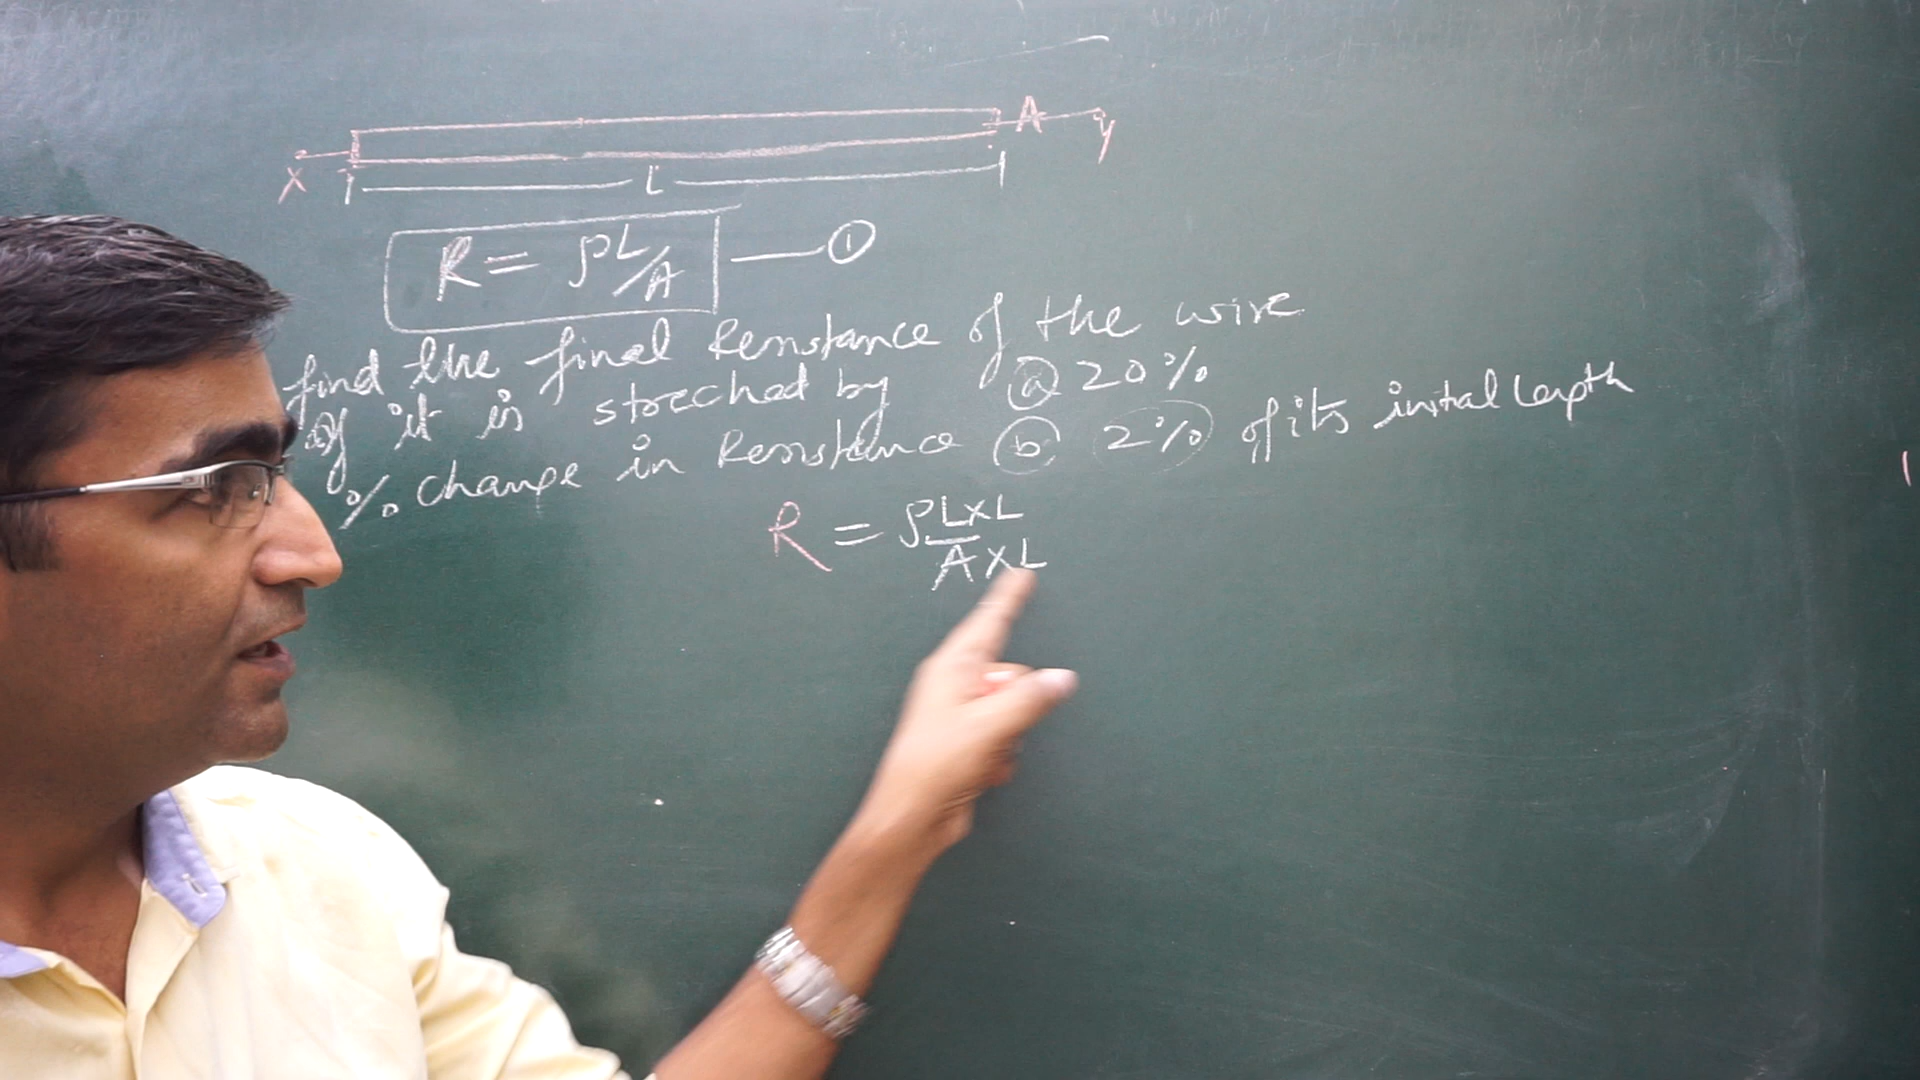 A
x y
L
R = ρL/A — ①
find the final Resistance of the wire
if it is streched by ⓐ 20%
% change in Resistance ⓑ 2% of its initial length
R = ρL×L
A×L